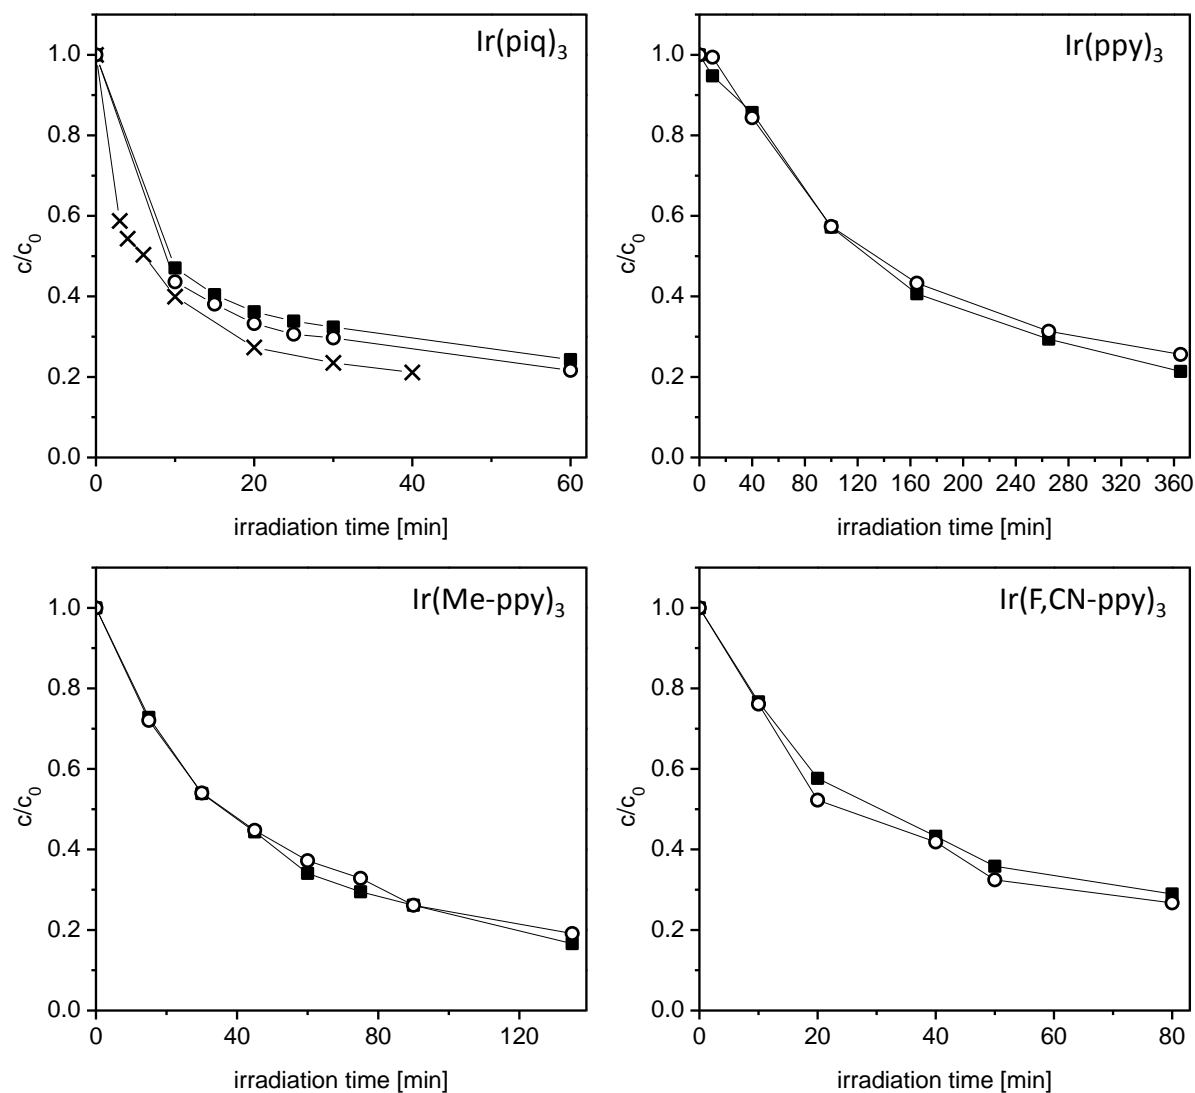 Ir(piq)₃
1.0
0.8
0.6
0.4
0.2
0.0
c/c₀
0 20 40 60
irradiation time [min]
Ir(ppy)₃
1.0
0.8
0.6
0.4
0.2
0.0
c/c₀
0 40 80 120 160 200 240 280 320 360
irradiation time [min]
Ir(Me-ppy)₃
1.0
0.8
0.6
0.4
0.2
0.0
c/c₀
0 40 80 120
irradiation time [min]
Ir(F,CN-ppy)₃
1.0
0.8
0.6
0.4
0.2
0.0
c/c₀
0 20 40 60 80
irradiation time [min]